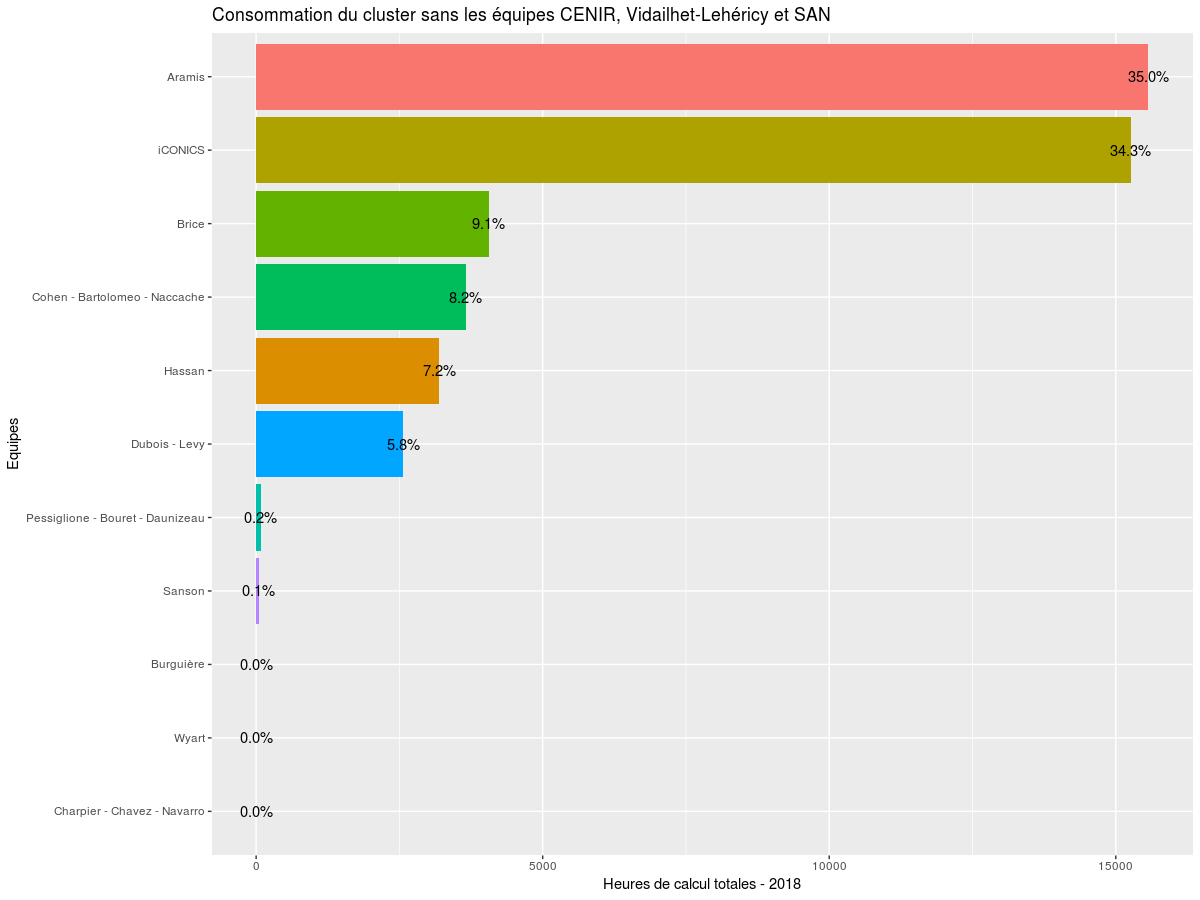 Consommation du cluster sans les équipes CENIR, Vidailhet-Lehéricy et SAN
Equipes
Aramis
35.0%
iCONICS
34.3%
Brice
9.1%
Cohen - Bartolomeo - Naccache
8.2%
Hassan
7.2%
Dubois - Levy
5.8%
Pessiglione - Bouret - Daunizeau
0.2%
Sanson
0.1%
Burguière
0.0%
Wyart
0.0%
Charpier - Chavez - Navarro
0.0%
0 5000 10000 15000
Heures de calcul totales - 2018